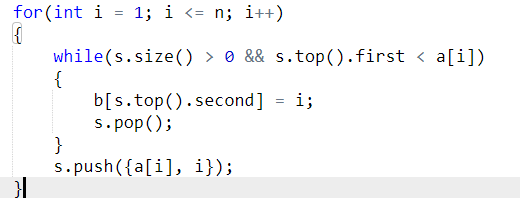 for(int i = 1; i <= n; i++)
{
    while(s.size() > 0 && s.top().first < a[i])
    {
        b[s.top().second] = i;
        s.pop();
    }
    s.push({a[i], i});
}